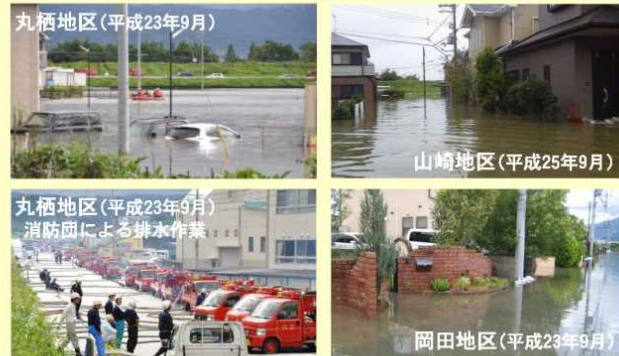 丸栖地区(平成23年9月)
山崎地区(平成25年9月)
丸栖地区(平成23年9月)
消防団による排水作業
岡田地区(平成23年9月)